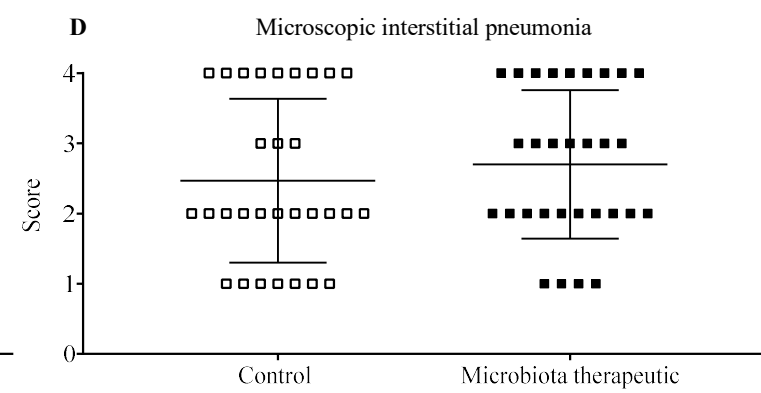 D Microscopic interstitial pneumonia
4
3
Score
2
1
0
Control Microbiota therapeutic